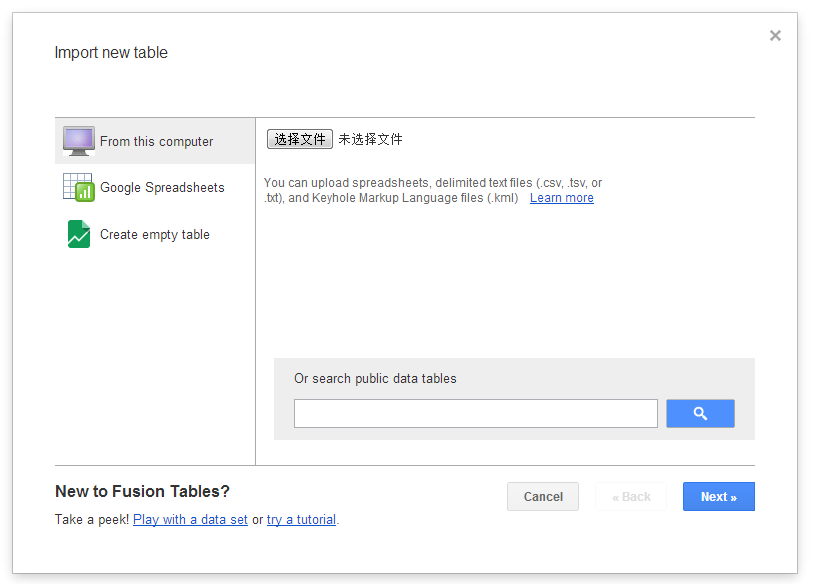 Import new table
From this computer
Google Spreadsheets
Create empty table
选择文件 未选择文件
You can upload spreadsheets, delimited text files (.csv, .tsv, or
.txt), and Keyhole Markup Language files (.kml) Learn more
Or search public data tables
New to Fusion Tables?
Take a peek! Play with a data set or try a tutorial.
Cancel
« Back
Next »